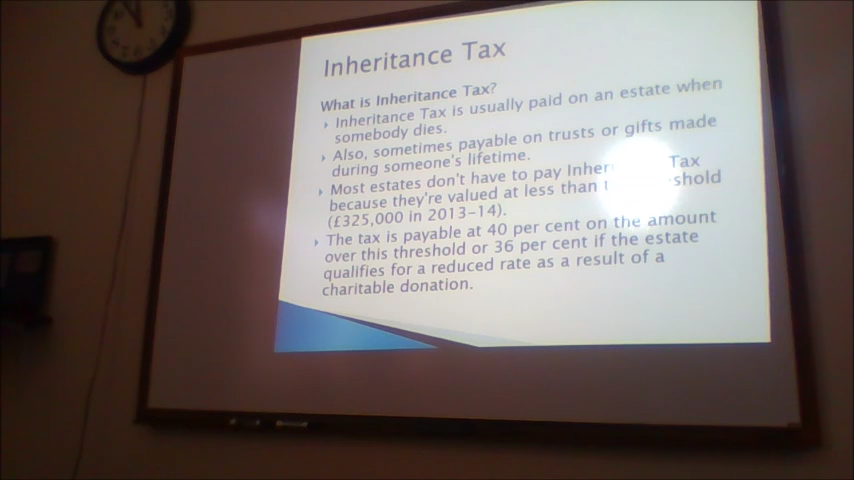 Inheritance Tax
What is Inheritance Tax?
Inheritance Tax is usually paid on an estate when
somebody dies.
Also, sometimes payable on trusts or gifts made
during someone's lifetime.
Most estates don't have to pay Tax
because they're valued at less than
(£325,000 in 2013-14).
The tax is payable at 40 per cent on the amount
over this threshold or 36 per cent if the estate
qualifies for a reduced rate as a result of a
charitable donation.